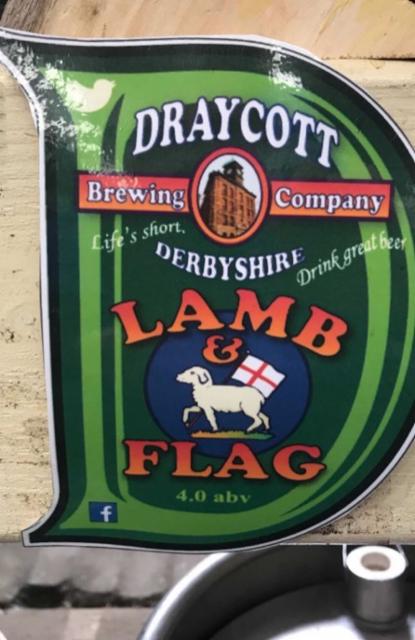 DRAYCOTT
Brewing Company
Life's short. Drink great beer
DERBYSHIRE
LAMB
&
FLAG
4.0 abv
f